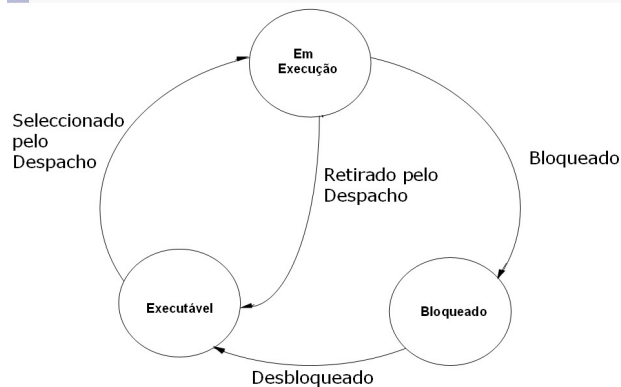 Em
Execução
Seleccionado
pelo
Despacho
Bloqueado
Retirado pelo
Despacho
Executável
Bloqueado
Desbloqueado